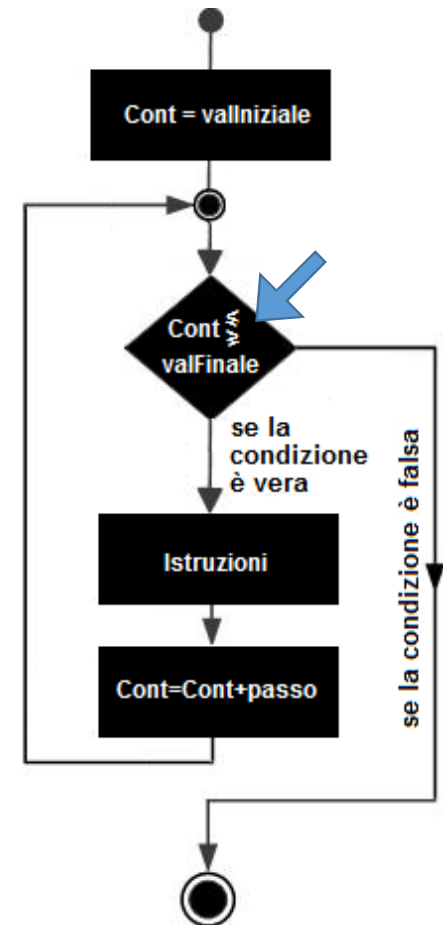 Cont = valIniziale
Cont
valFinale
se la
condizione
è vera
Istruzioni
Cont=Cont+passo
se la condizione è falsa